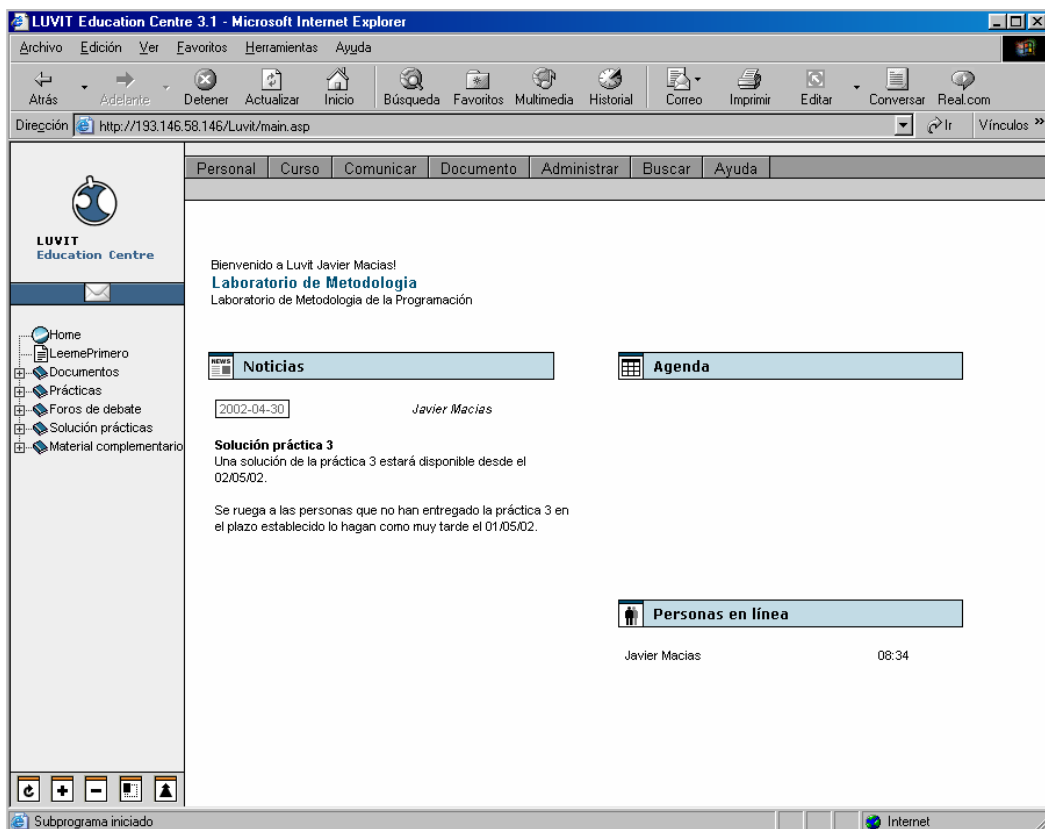 LUVIT Education Centre 3.1 - Microsoft Internet Explorer
Archivo Edición Ver Favoritos Herramientas Ayuda
Atrás Adelante Detener Actualizar Inicio Búsqueda Favoritos Multimedia Historial Correo Imprimir Editar Conversar Real.com
Dirección http://193.146.58.146/Luvit/main.asp Ir Vínculos »
Personal Curso Comunicar Documento Administrar Buscar Ayuda
LUVIT
Education Centre
Home
LeemePrimero
Documentos
Prácticas
Foros de debate
Solución prácticas
Material complementario
Bienvenido a Luvit Javier Macias!
Laboratorio de Metodologia
Laboratorio de Metodologia de la Programación
NEWS Noticias
2002-04-30 Javier Macias
Solución práctica 3
Una solución de la práctica 3 estará disponible desde el
02/05/02.
Se ruega a las personas que no han entregado la práctica 3 en
el plazo establecido lo hagan como muy tarde el 01/05/02.
Agenda
Personas en línea
Javier Macias 08:34
Subprograma iniciado Internet